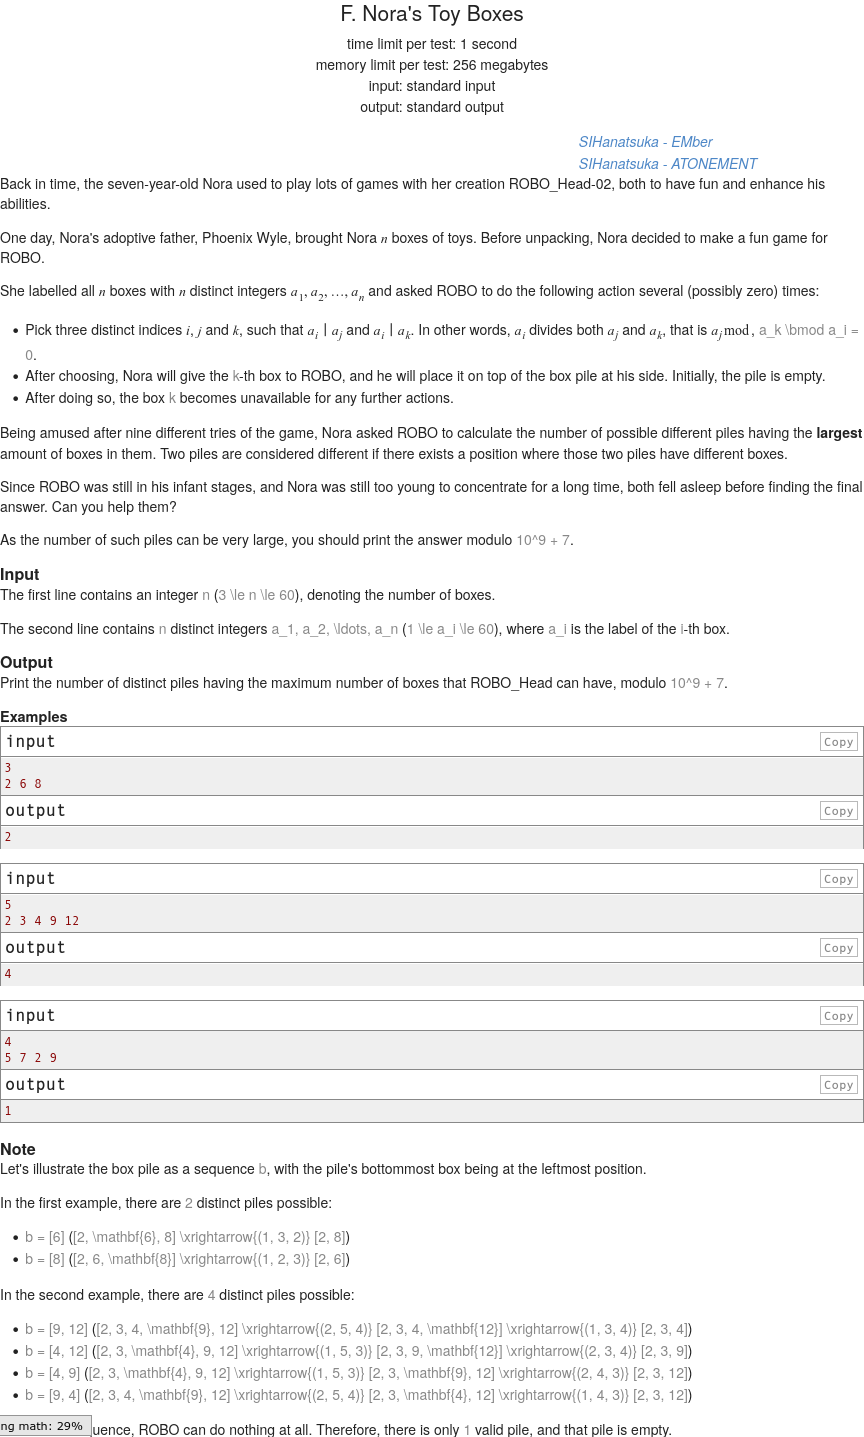 F. Nora's Toy Boxes
time limit per test: 1 second
memory limit per test: 256 megabytes
input: standard input
output: standard output
SIHanatsuka - EMber
SIHanatsuka - ATONEMENT
Back in time, the seven-year-old Nora used to play lots of games with her creation ROBO_Head-02, both to have fun and enhance his
abilities.
One day, Nora's adoptive father, Phoenix Wyle, brought Nora n boxes of toys. Before unpacking, Nora decided to make a fun game for
ROBO.
She labelled all n boxes with n distinct integers a_1, a_2, …, a_n and asked ROBO to do the following action several (possibly zero) times:
• Pick three distinct indices i, j and k, such that a_i ∣ a_j and a_i ∣ a_k. In other words, a_i divides both a_j and a_k, that is a_j mod , a_k \bmod a_i =
0.
• After choosing, Nora will give the k-th box to ROBO, and he will place it on top of the box pile at his side. Initially, the pile is empty.
• After doing so, the box k becomes unavailable for any further actions.
Being amused after nine different tries of the game, Nora asked ROBO to calculate the number of possible different piles having the largest
amount of boxes in them. Two piles are considered different if there exists a position where those two piles have different boxes.
Since ROBO was still in his infant stages, and Nora was still too young to concentrate for a long time, both fell asleep before finding the final
answer. Can you help them?
As the number of such piles can be very large, you should print the answer modulo 10^9 + 7.
Input
The first line contains an integer n (3 \le n \le 60), denoting the number of boxes.
The second line contains n distinct integers a_1, a_2, \ldots, a_n (1 \le a_i \le 60), where a_i is the label of the i-th box.
Output
Print the number of distinct piles having the maximum number of boxes that ROBO_Head can have, modulo 10^9 + 7.
Examples
input
Copy
3
2 6 8
output
Copy
2
input
Copy
5
2 3 4 9 12
output
Copy
4
input
Copy
4
5 7 2 9
output
Copy
1
Note
Let's illustrate the box pile as a sequence b, with the pile's bottommost box being at the leftmost position.
In the first example, there are 2 distinct piles possible:
• b = [6] ([2, \mathbf{6}, 8] \xrightarrow{(1, 3, 2)} [2, 8])
• b = [8] ([2, 6, \mathbf{8}] \xrightarrow{(1, 2, 3)} [2, 6])
In the second example, there are 4 distinct piles possible:
• b = [9, 12] ([2, 3, 4, \mathbf{9}, 12] \xrightarrow{(2, 5, 4)} [2, 3, 4, \mathbf{12}] \xrightarrow{(1, 3, 4)} [2, 3, 4])
• b = [4, 12] ([2, 3, \mathbf{4}, 9, 12] \xrightarrow{(1, 5, 3)} [2, 3, 9, \mathbf{12}] \xrightarrow{(2, 3, 4)} [2, 3, 9])
• b = [4, 9] ([2, 3, \mathbf{4}, 9, 12] \xrightarrow{(1, 5, 3)} [2, 3, \mathbf{9}, 12] \xrightarrow{(2, 4, 3)} [2, 3, 12])
• b = [9, 4] ([2, 3, 4, \mathbf{9}, 12] \xrightarrow{(2, 5, 4)} [2, 3, \mathbf{4}, 12] \xrightarrow{(1, 4, 3)} [2, 3, 12])
ng math: 29% uence, ROBO can do nothing at all. Therefore, there is only 1 valid pile, and that pile is empty.